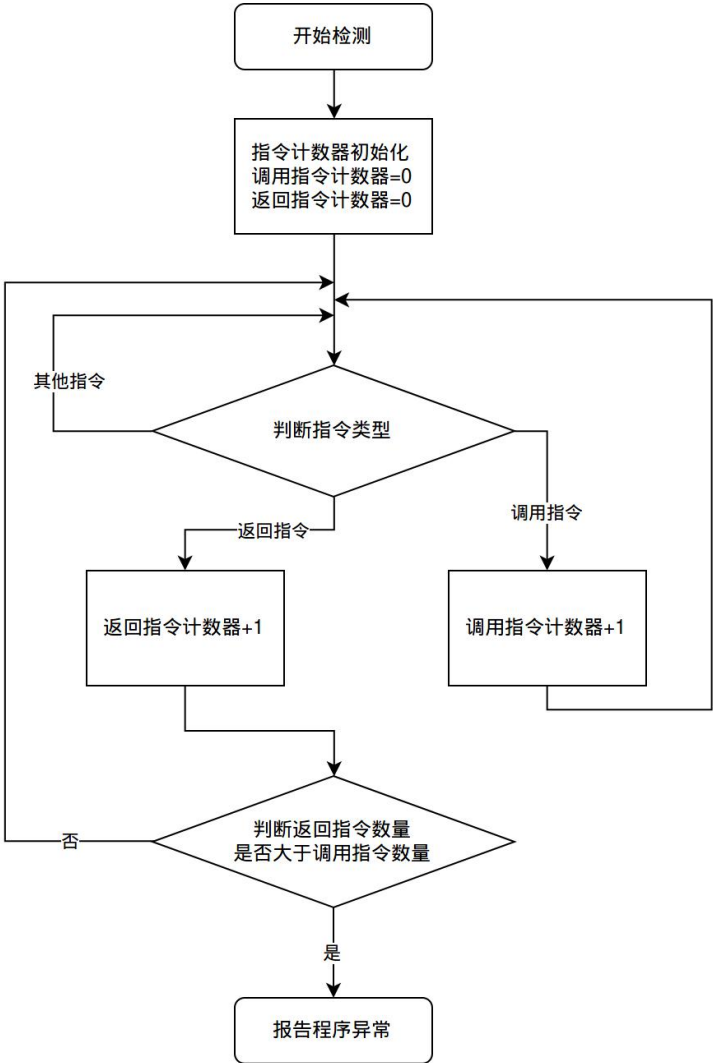 开始检测
指令计数器初始化
调用指令计数器=0
返回指令计数器=0
其他指令
判断指令类型
调用指令
返回指令
返回指令计数器+1
调用指令计数器+1
判断返回指令数量
是否大于调用指令数量
否
是
报告程序异常